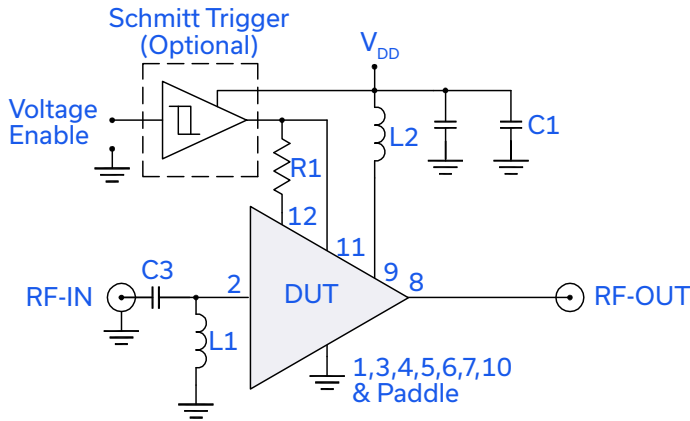 Schmitt Trigger
(Optional)
V DD
Voltage
Enable
L2
C1
R1
12
11
9
8
C3
2
DUT
RF-IN
RF-OUT
L1
1,3,4,5,6,7,10
& Paddle